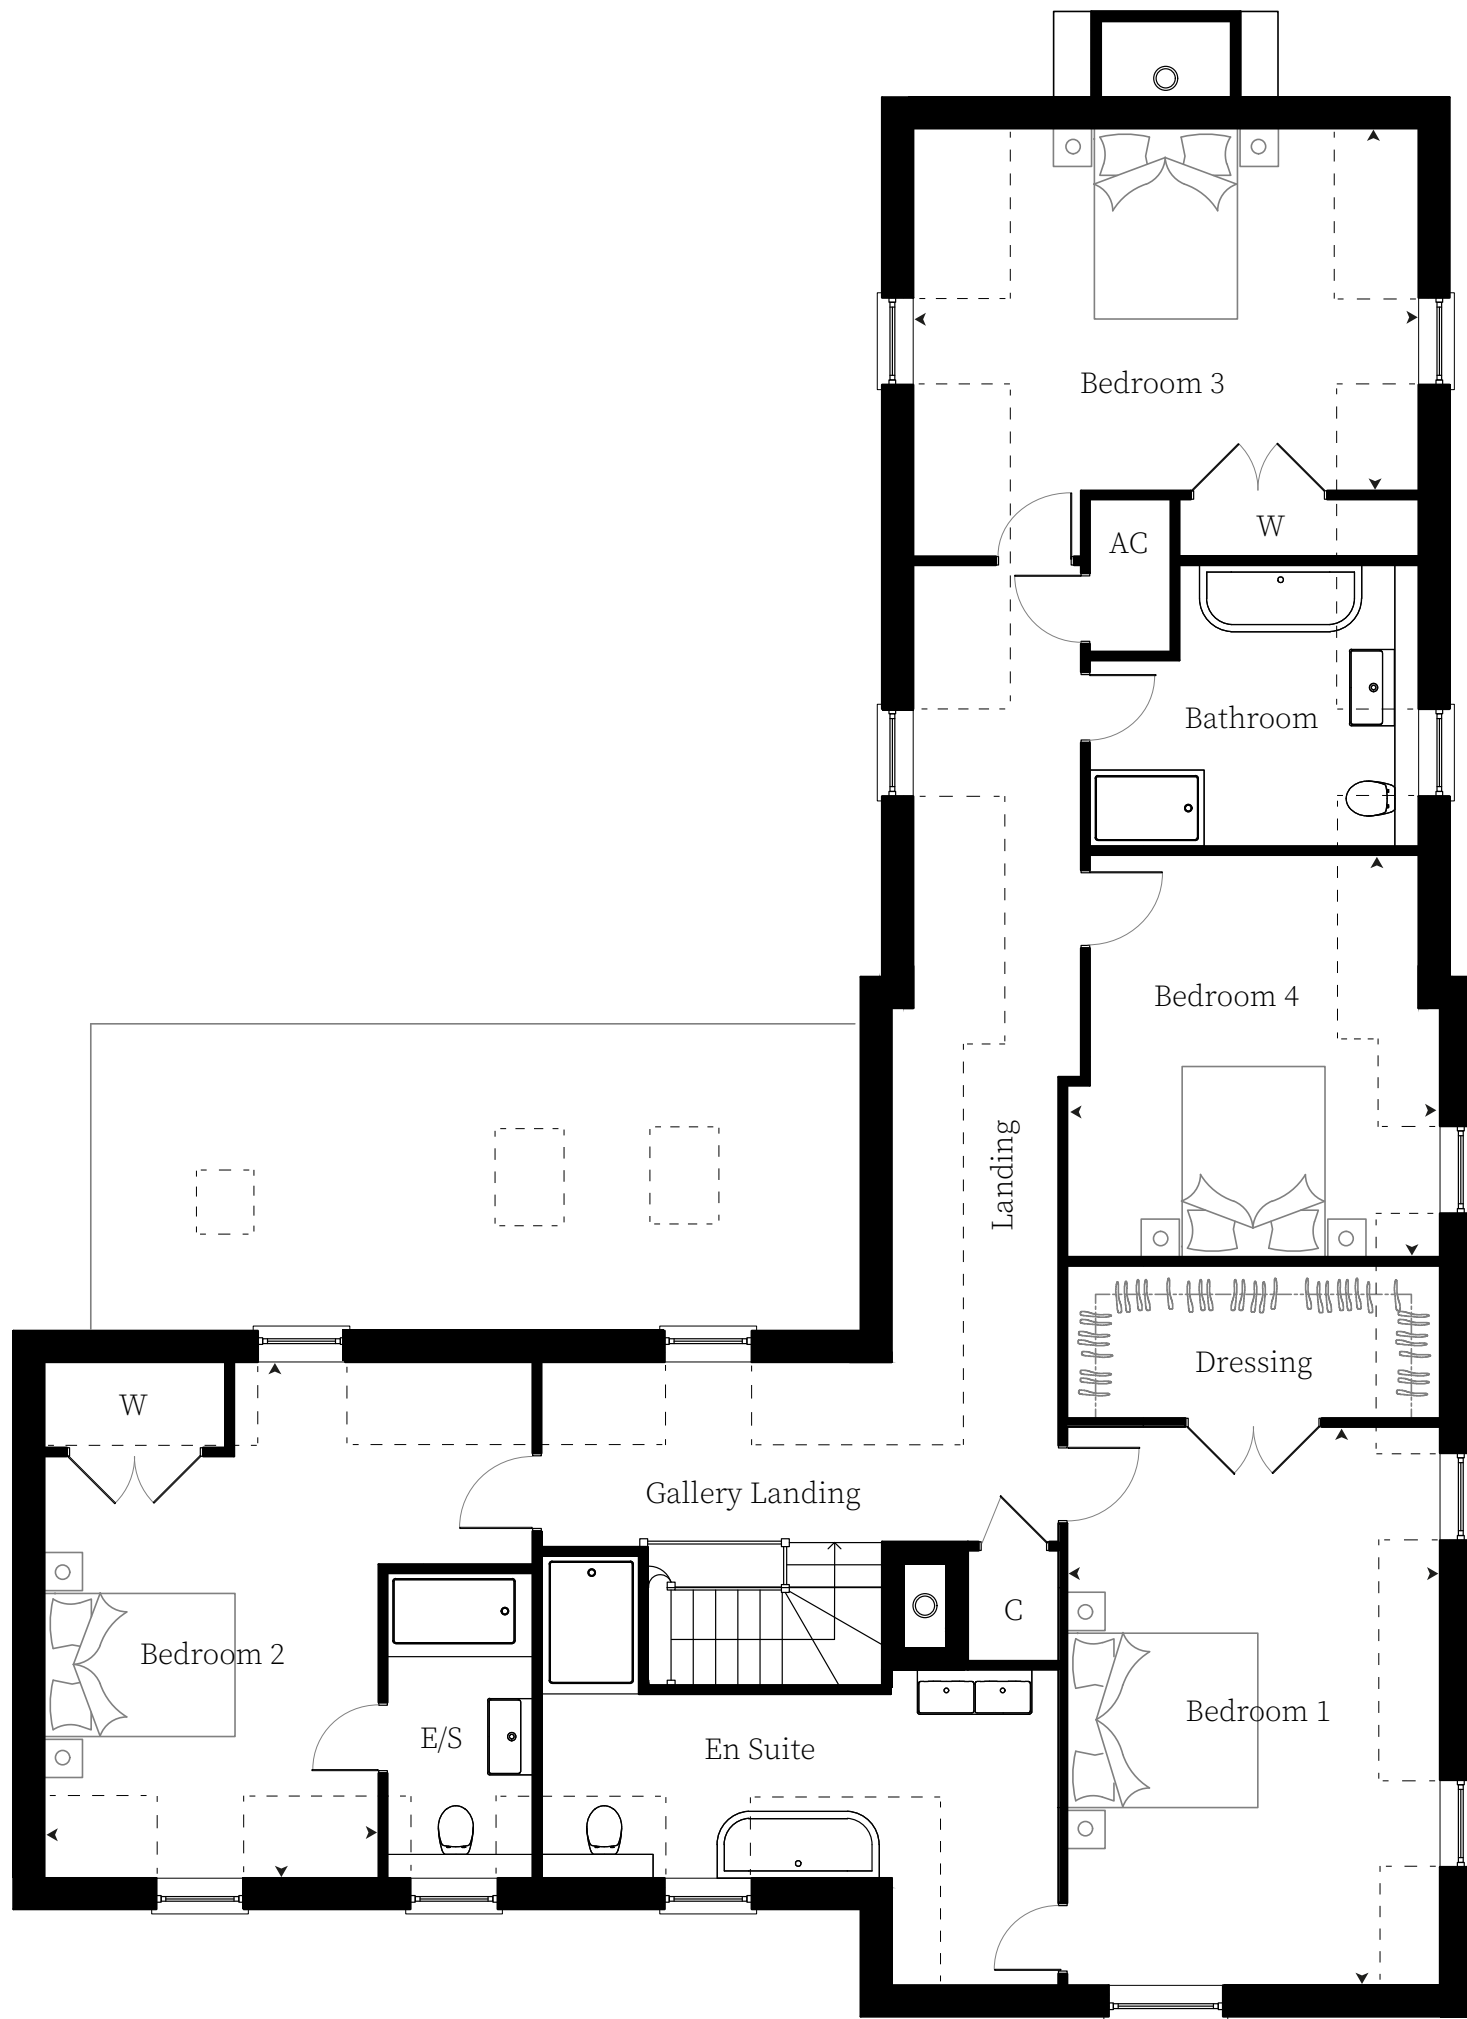 Bedroom 3
W
AC
Bathroom
Bedroom 4
Landing
Dressing
W
Gallery Landing
C
Bedroom 2
Bedroom 1
E/S
En Suite